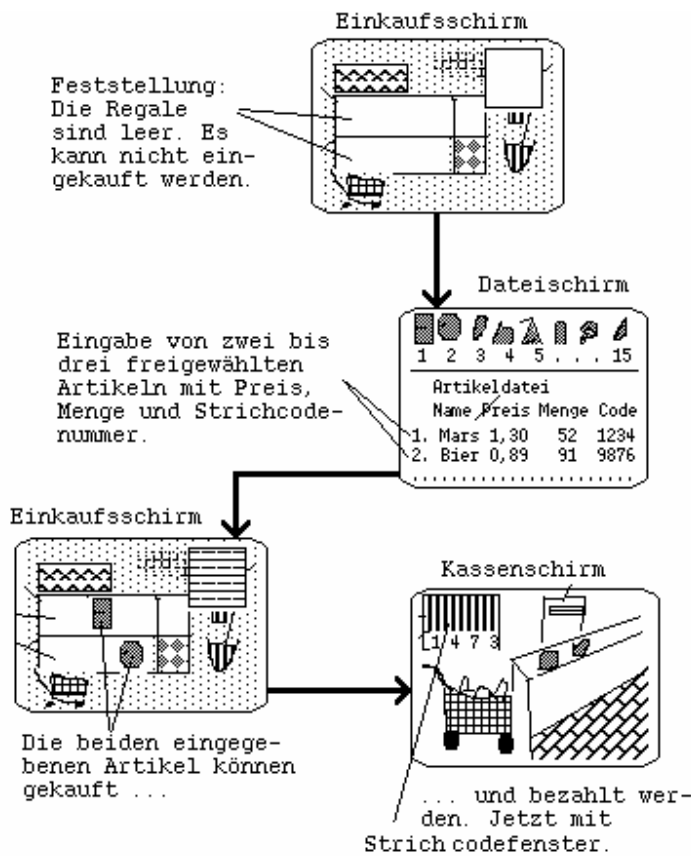 Einkaufsschirm
Feststellung:
Die Regale
sind leer. Es
kann nicht ein-
gekauft werden.
Dateischirm
1 2 3 4 5 . . . 15
Eingabe von zwei bis
drei freigewählten
Artikeln mit Preis,
Menge und Strichcode-
nummer.
Artikeldatei
Name Preis Menge Code
1. Mars 1,30 52 1234
2. Bier 0,89 91 9876
Einkaufsschirm
Die beiden eingege-
benen Artikel können
gekauft ...
Kassenschirm
1 4 7 3
... und bezahlt wer-
den. Jetzt mit
Strichcodefenster.